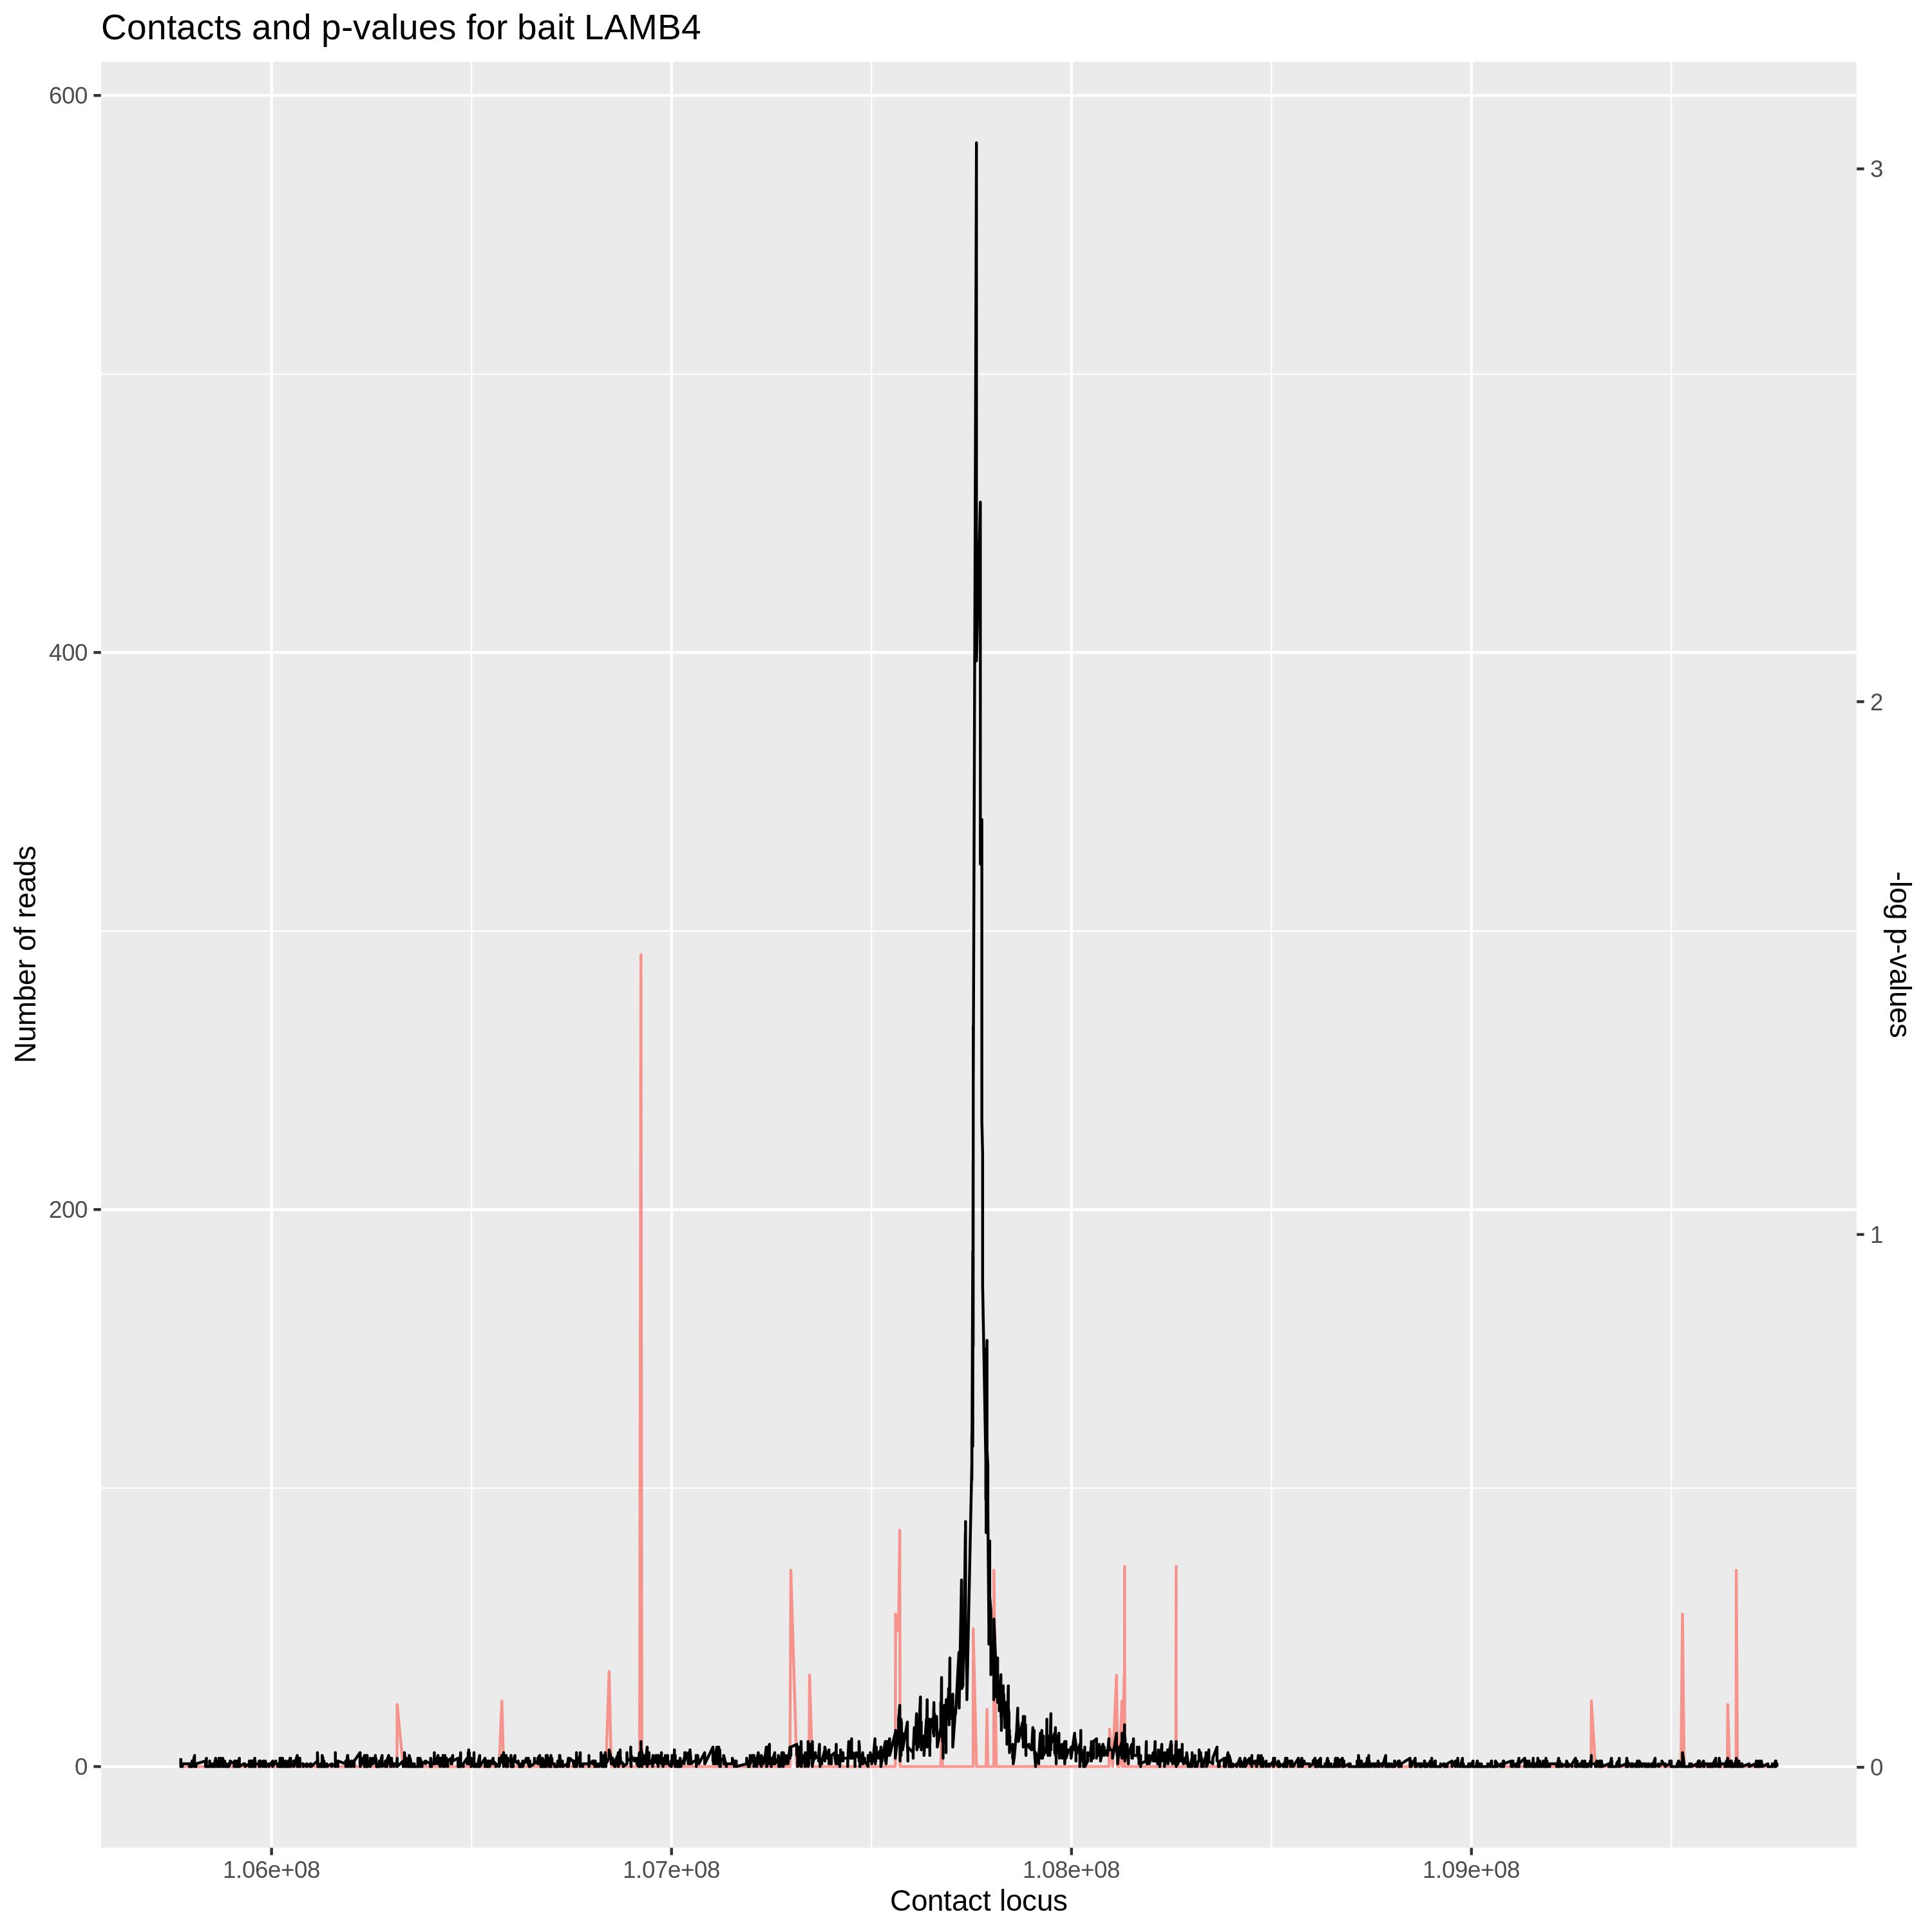 Contacts and p-values for bait LAMB4
600
400
200
0
Number of reads
3
2
1
0
-log p-values
1.06e+08
1.07e+08
1.08e+08
1.09e+08
Contact locus